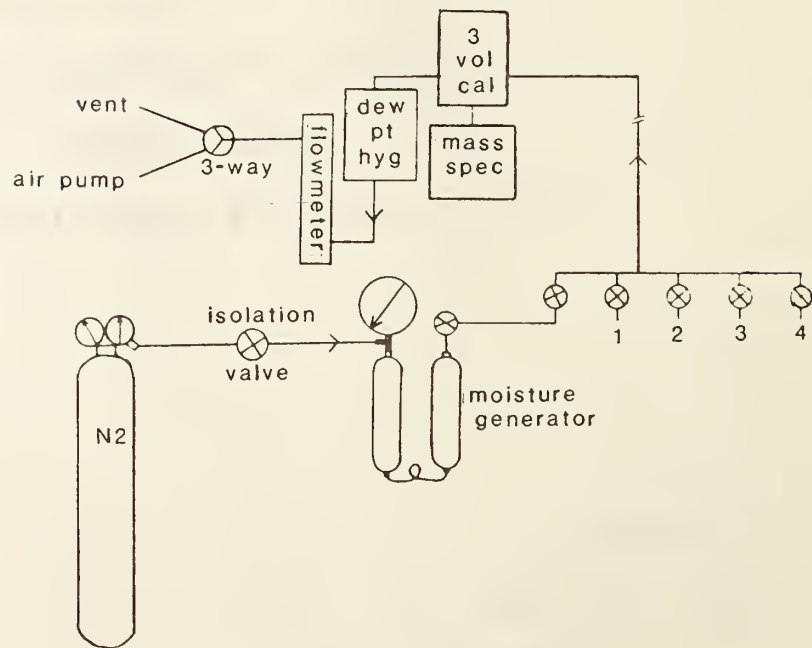 3
vol
cal
vent
dew
pt
hyg
flowmeter
mass
spec
3-way
air pump
isolation
valve
1
2
3
4
N2
moisture
generator